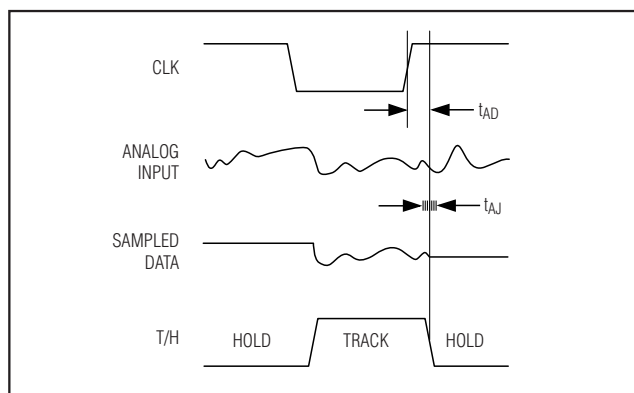 CLK
tAD
ANALOG
INPUT
tAJ
SAMPLED
DATA
T/H
HOLD
TRACK
HOLD